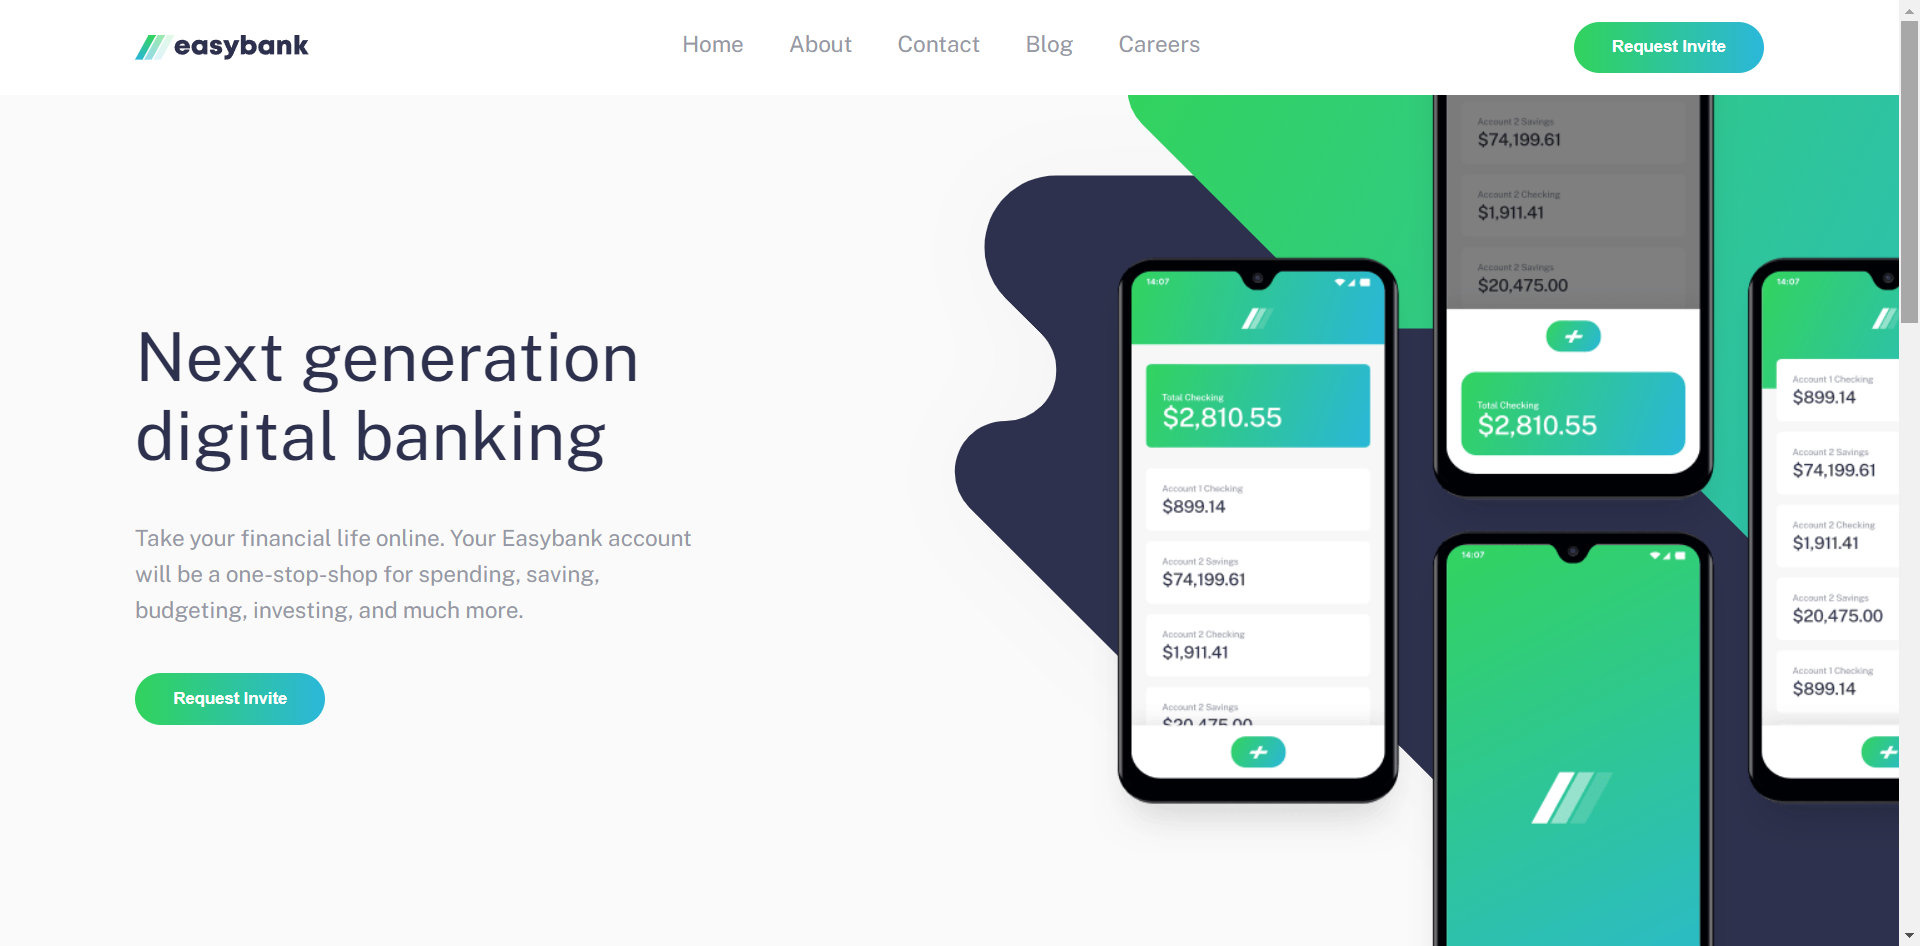 easybank
Home
About
Contact
Blog
Careers
Request Invite
Next generation
digital banking
Take your financial life online. Your Easybank account
will be a one-stop-shop for spending, saving,
budgeting, investing, and much more.
Request Invite
14:07
Total Checking
$2,810.55
Account 1 Checking
$899.14
Account 2 Savings
$74,199.61
Account 2 Checking
$1,911.41
Account 2 Savings
$20,475.00
Account 2 Savings
$74,199.61
Account 2 Checking
$1,911.41
Account 2 Savings
$20,475.00
Total Checking
$2,810.55
14:07
14:07
Account 1 Checking
$899.14
Account 2 Savings
$74,199.61
Account 2 Checking
$1,911.41
Account 2 Savings
$20,475.00
Account 1 Checking
$899.14